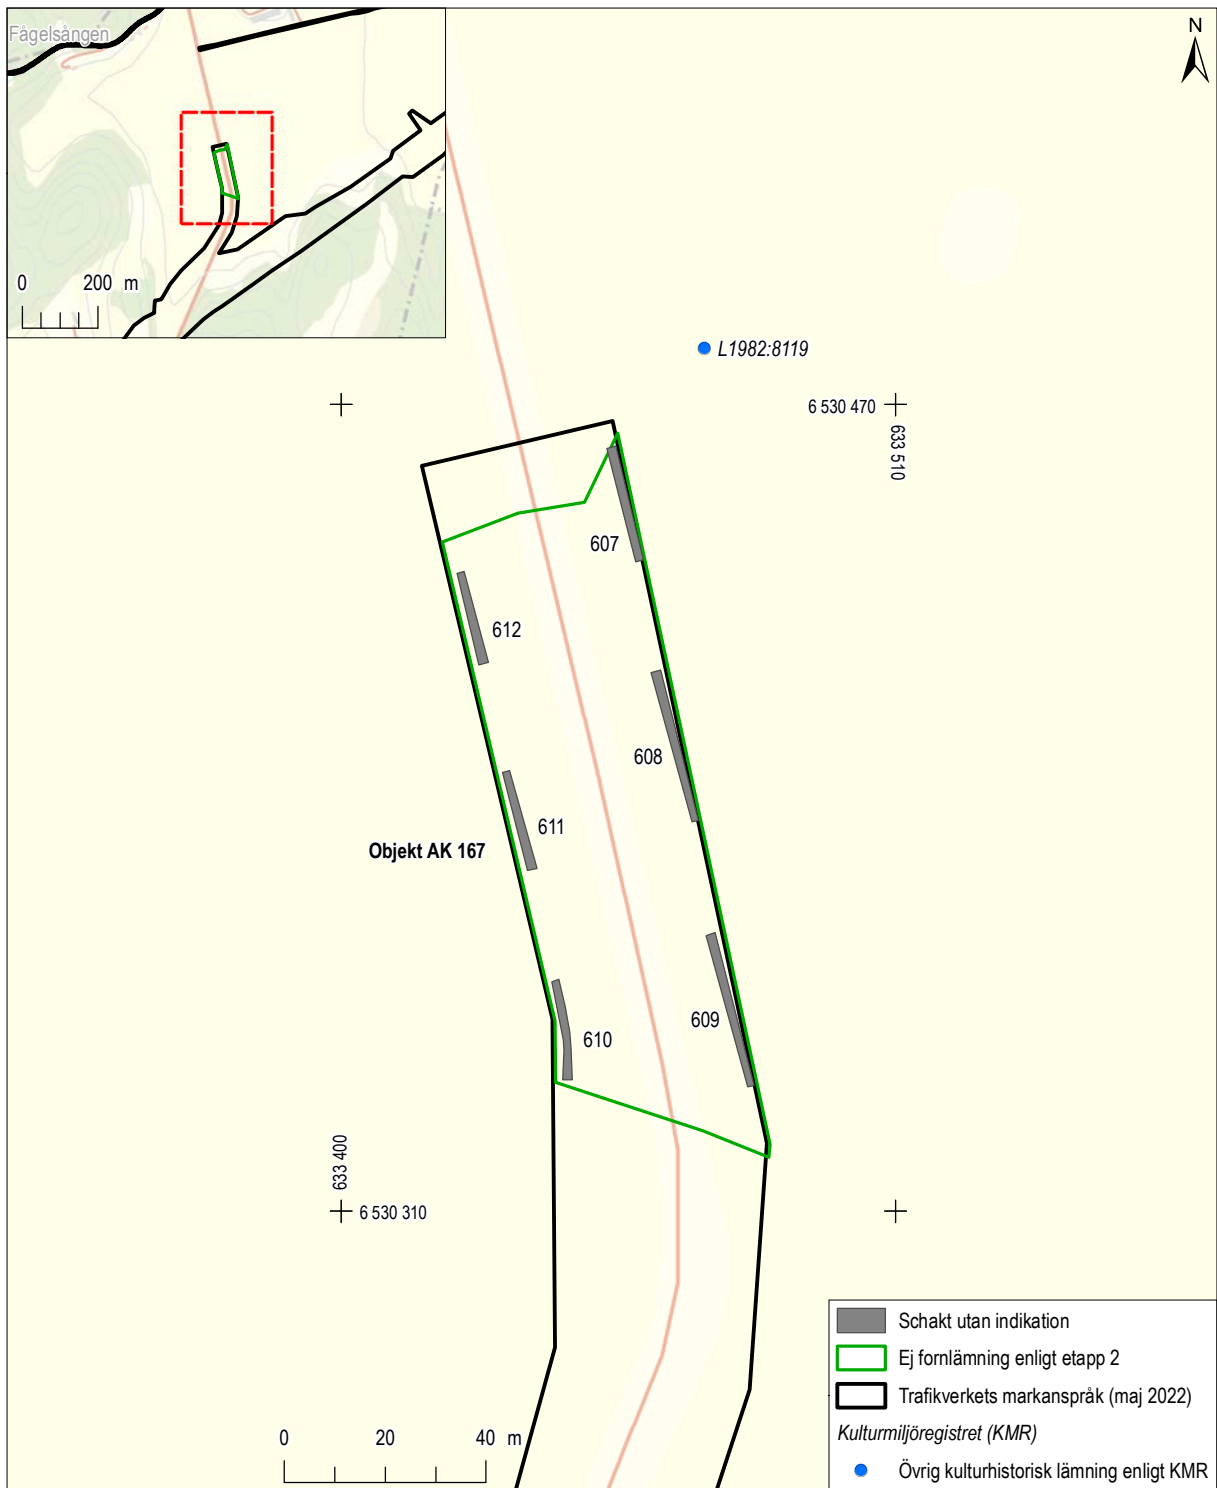 Fågelsången
0 200 m
N
L1982:8119
6 530 470
633 510
607
612
608
611
Objekt AK 167
609
610
633 400
6 530 310
0 20 40 m
Schakt utan indikation
Ej fornlämning enligt etapp 2
Trafikverkets markanspråk (maj 2022)
Kulturmiljöregistret (KMR)
Övrig kulturhistorisk lämning enligt KMR